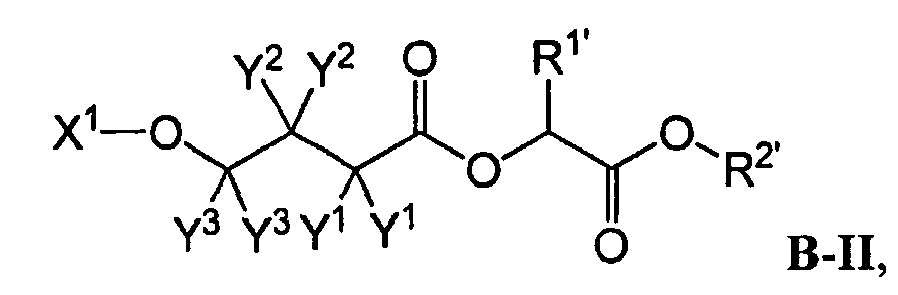 Y² Y² O R¹'
X¹—O O O R²'
Y³ Y³ Y¹ Y¹ O
B-II,